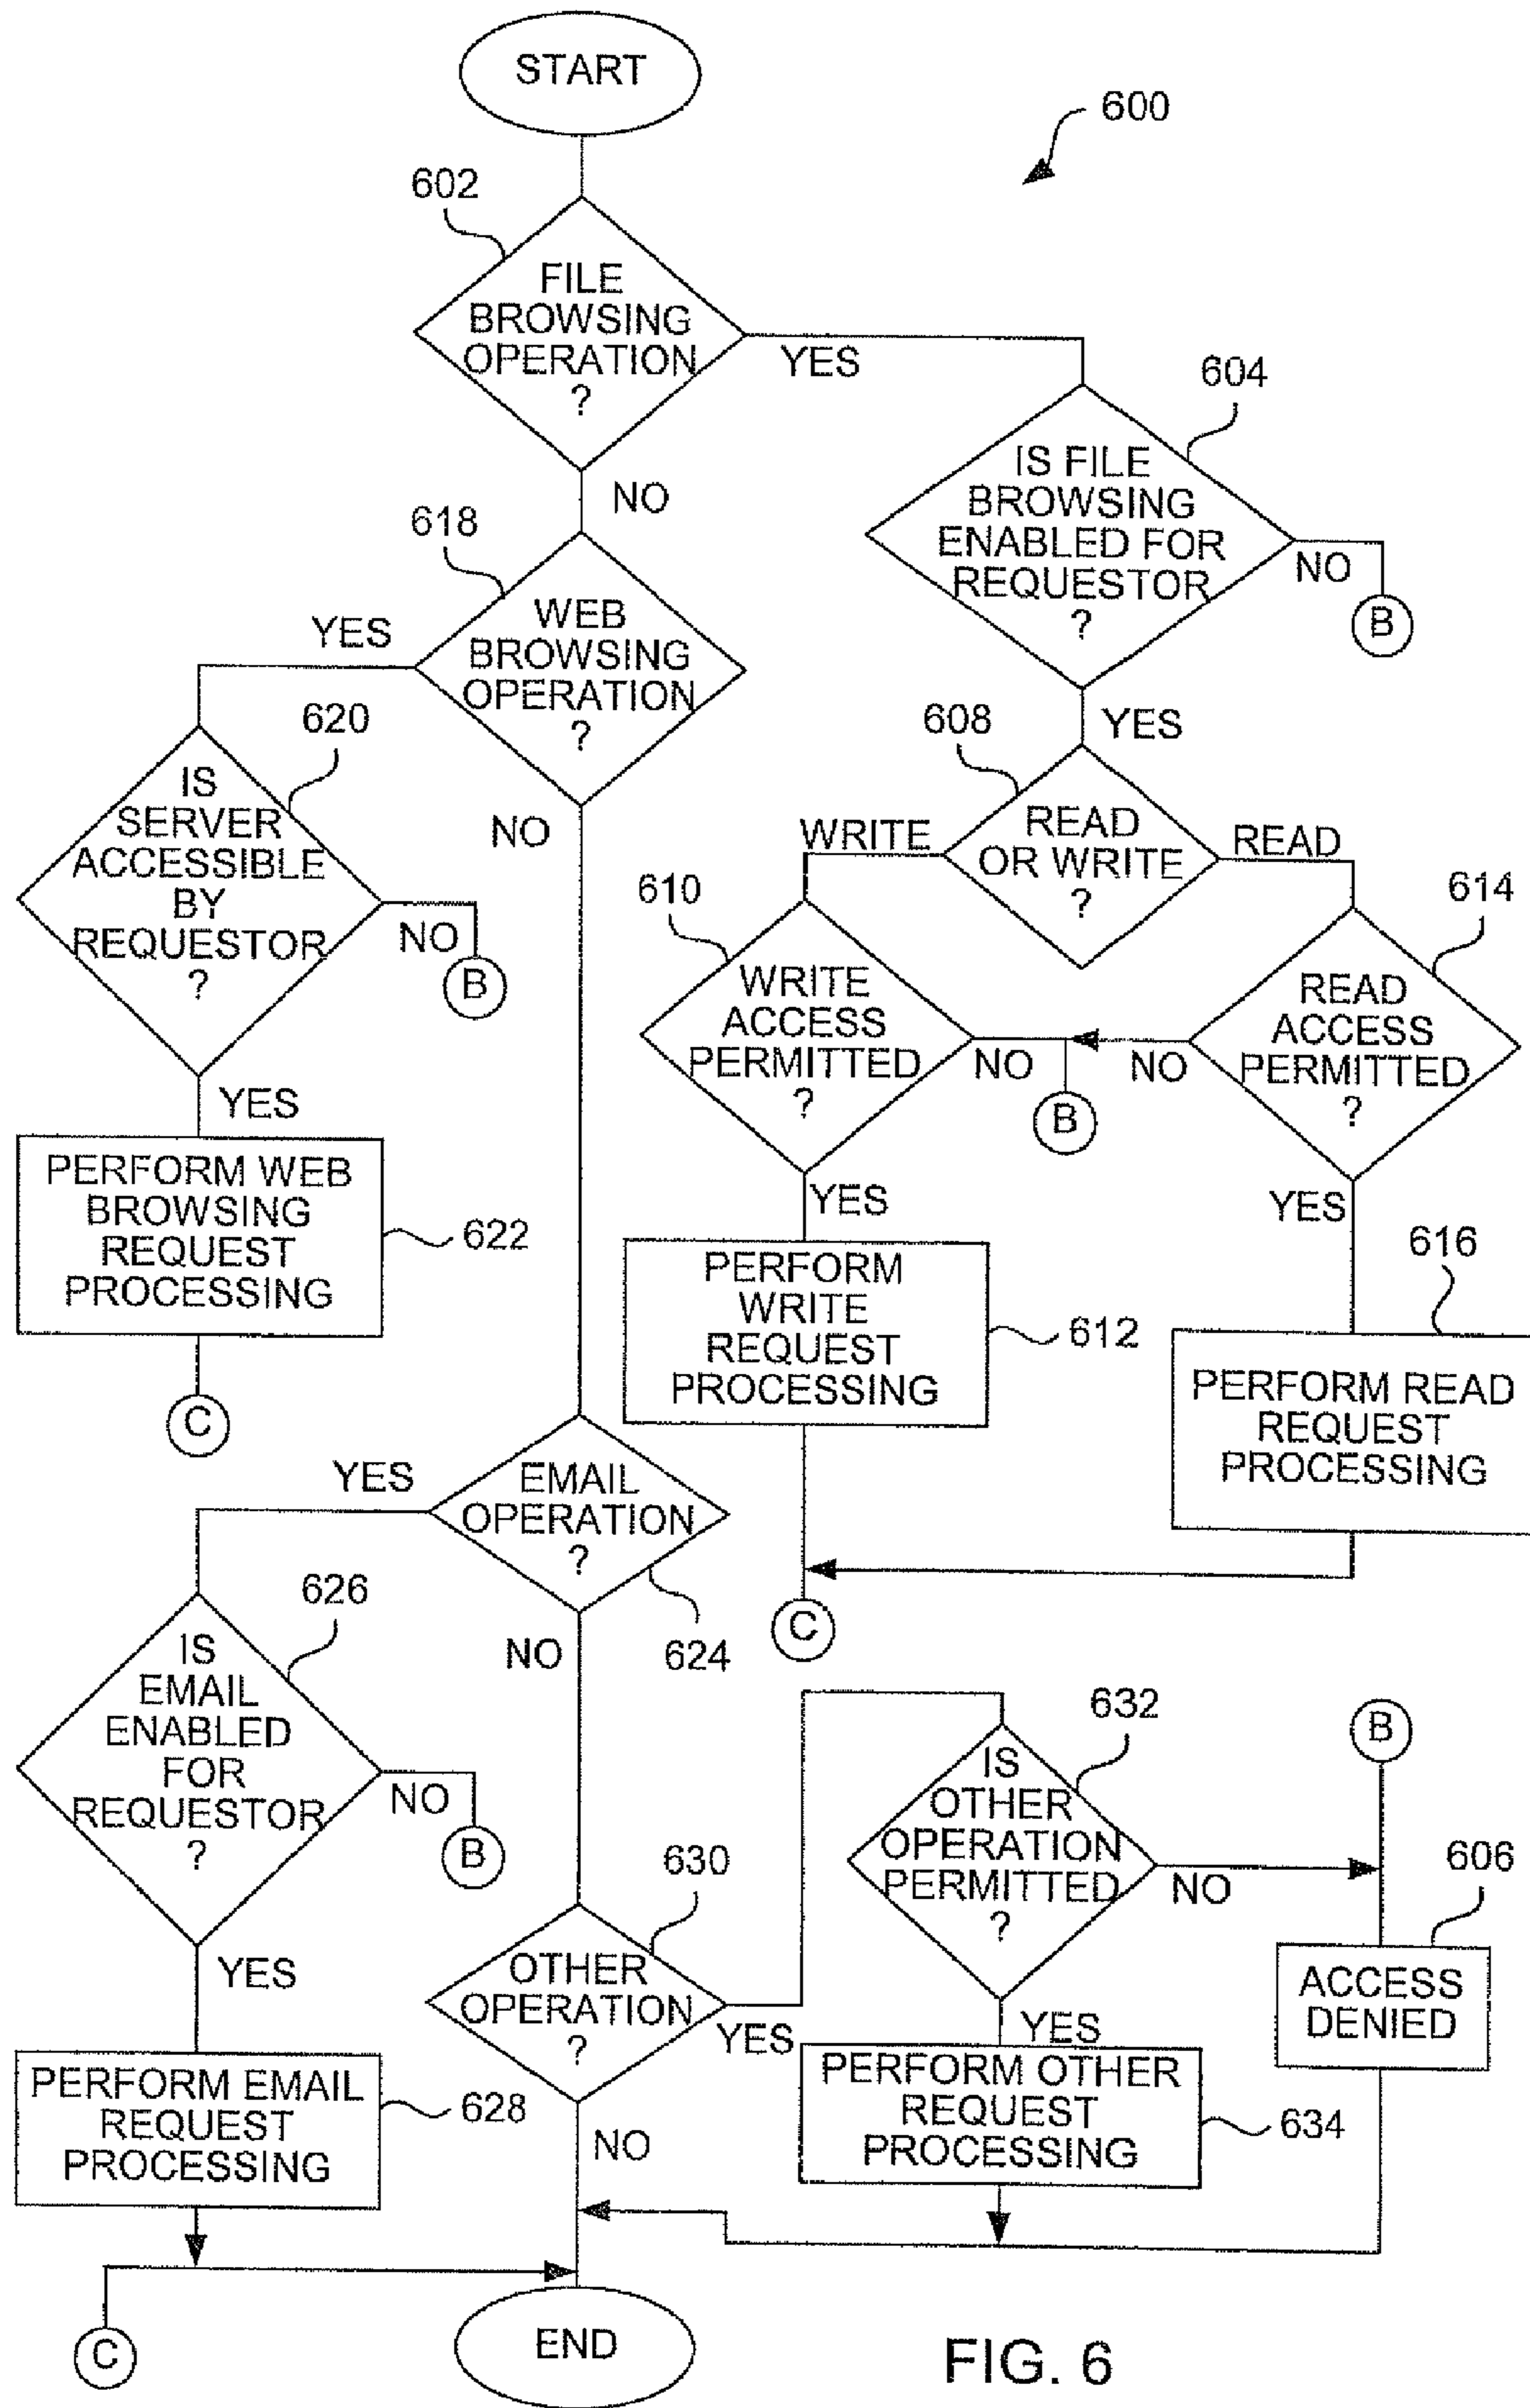 START
600
602
FILE
BROWSING
OPERATION
?
YES
NO
604
IS FILE
BROWSING
ENABLED FOR
REQUESTOR
?
NO
B
YES
618
WEB
BROWSING
OPERATION
?
YES
NO
620
IS
SERVER
ACCESSIBLE
BY
REQUESTOR
?
NO
B
YES
PERFORM WEB
BROWSING
REQUEST
PROCESSING
622
C
608
READ
OR WRITE
?
WRITE
READ
610
WRITE
ACCESS
PERMITTED
?
NO
B
YES
614
READ
ACCESS
PERMITTED
?
NO
YES
PERFORM
WRITE
REQUEST
PROCESSING
612
616
PERFORM READ
REQUEST
PROCESSING
C
EMAIL
OPERATION
?
YES
NO
624
626
IS
EMAIL
ENABLED
FOR
REQUESTOR
?
NO
B
YES
PERFORM EMAIL
REQUEST
PROCESSING
628
630
OTHER
OPERATION
?
YES
NO
632
IS
OTHER
OPERATION
PERMITTED
?
NO
YES
B
606
ACCESS
DENIED
PERFORM OTHER
REQUEST
PROCESSING
634
C
END
FIG. 6